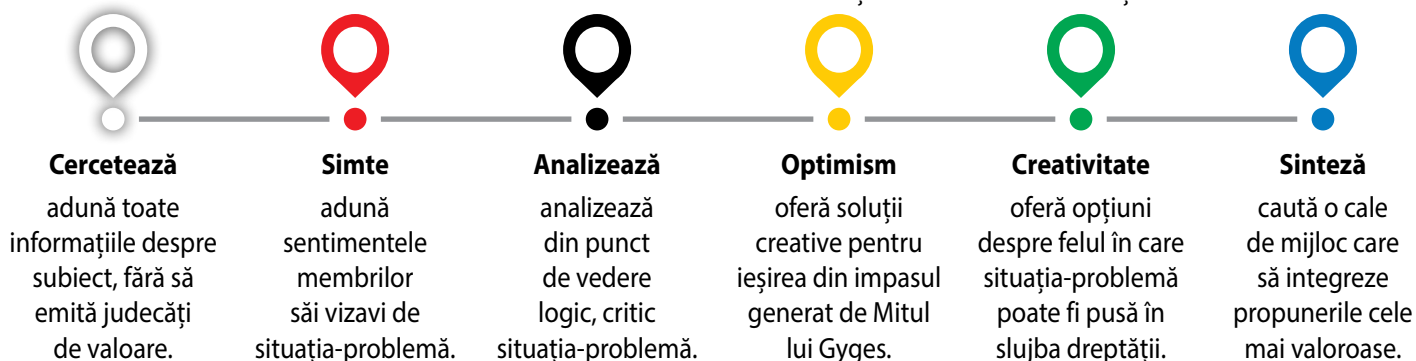 Cercetează
adună toate
informațiile despre
subiect, fără să
emită judecăți
de valoare.
Simte
adună
sentimentele
membrilor
săi vizavi de
situația-problemă.
Analizează
analizează
din punct
de vedere
logic, critic
situația-problemă.
Optimism
oferă soluții
creative pentru
ieșirea din impasul
generat de Mitul
lui Gyges.
Creativitate
oferă opțiuni
despre felul în care
situația-problemă
poate fi pusă în
slujba dreptății.
Sinteză
caută o cale
de mijloc care
să integreze
propunerile cele
mai valoroase.